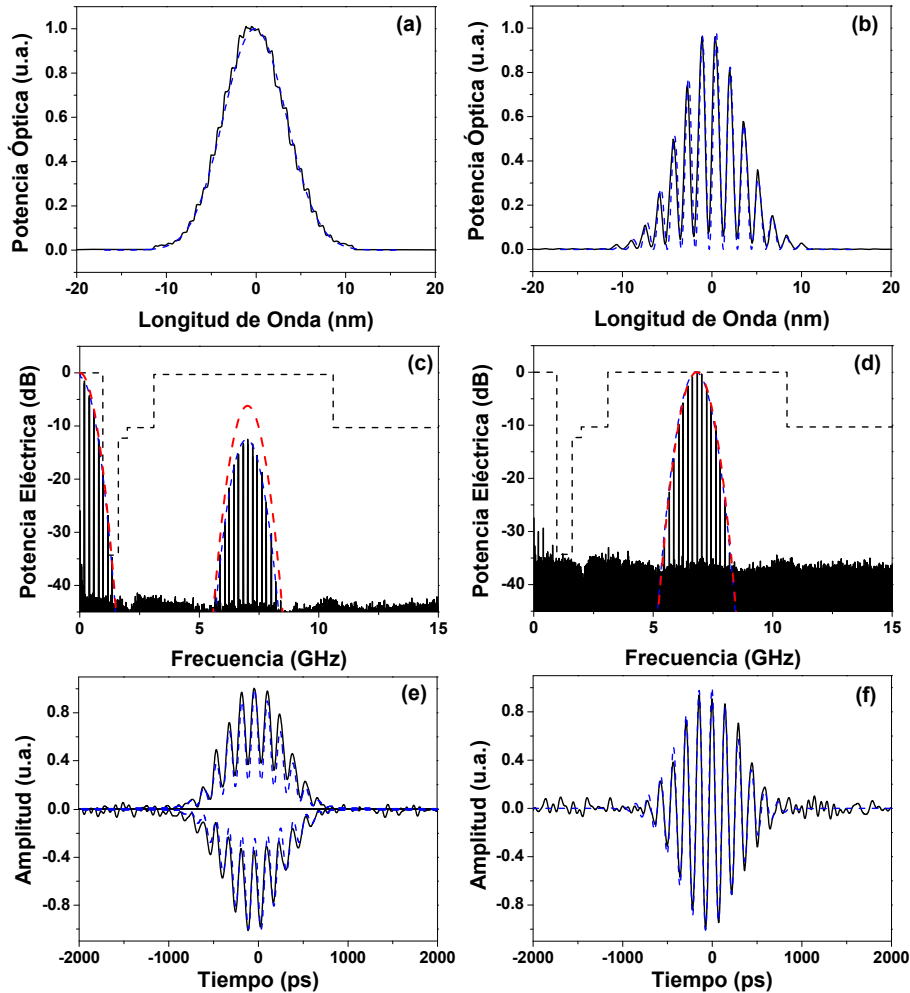 (a)
Potencia Óptica (u.a.)
1.0
0.8
0.6
0.4
0.2
0.0
-20 -10 0 10 20
Longitud de Onda (nm)
(b)
Potencia Óptica (u.a.)
1.0
0.8
0.6
0.4
0.2
0.0
-20 -10 0 10 20
Longitud de Onda (nm)
(c)
Potencia Eléctrica (dB)
0
-10
-20
-30
-40
0 5 10 15
Frecuencia (GHz)
(d)
Potencia Eléctrica (dB)
0
-10
-20
-30
-40
0 5 10 15
Frecuencia (GHz)
(e)
Amplitud (u.a.)
0.8
0.4
0.0
-0.4
-0.8
-2000 -1000 0 1000 2000
Tiempo (ps)
(f)
Amplitud (u.a.)
0.8
0.4
0.0
-0.4
-0.8
-2000 -1000 0 1000 2000
Tiempo (ps)